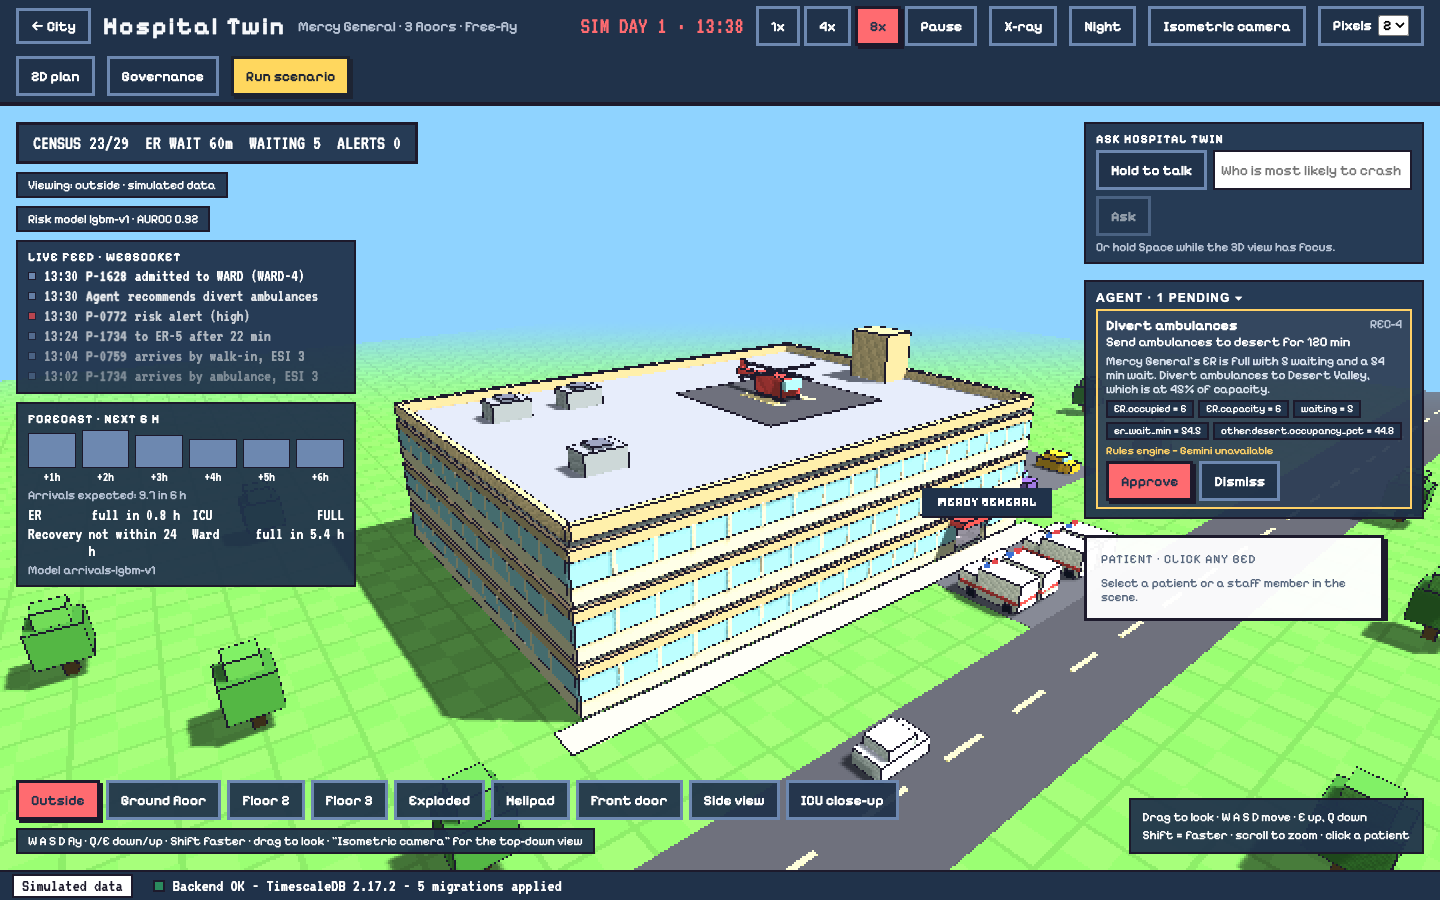 ← City
Hospital Twin
Mercy General · 3 floors · Free-fly
SIM DAY 1 · 13:38
1x
4x
8x
Pause
X-ray
Night
Isometric camera
Pixels 2
2D plan
Governance
Run scenario
CENSUS 23/29 ER WAIT 60m WAITING 5 ALERTS 0
Viewing: outside · simulated data
Risk model lgbm-v1 · AUROC 0.92
LIVE FEED · WEBSOCKET
13:30 P-1628 admitted to WARD (WARD-4)
13:30 Agent recommends divert ambulances
13:30 P-0772 risk alert (high)
13:24 P-1734 to ER-5 after 22 min
13:04 P-0759 arrives by walk-in, ESI 3
13:02 P-1734 arrives by ambulance, ESI 3
FORECAST · NEXT 6 H
+1h +2h +3h +4h +5h +6h
Arrivals expected: 9.7 in 6 h
ER full in 0.8 h ICU FULL
Recovery not within 24 h Ward full in 5.4 h
Model arrivals-lgbm-v1
ASK HOSPITAL TWIN
Hold to talk
Who is most likely to crash
Ask
Or hold Space while the 3D view has focus.
AGENT · 1 PENDING
Divert ambulances REC-4
Send ambulances to desert for 120 min
Mercy General's ER is full with 5 waiting and a 54
min wait. Divert ambulances to Desert Valley,
which is at 45% of capacity.
ER.occupied = 6 ER.capacity = 6 waiting = 5
er_wait_min = 54.5 other.desert.occupancy_pct = 44.8
Rules engine - Gemini unavailable
Approve
Dismiss
PATIENT · CLICK ANY BED
Select a patient or a staff member in the
scene.
MERCY GENERAL
Outside
Ground floor
Floor 2
Floor 3
Exploded
Helipad
Front door
Side view
ICU close-up
W A S D fly · Q/E down/up · Shift faster · drag to look · "Isometric camera" for the top-down view
Drag to look · W A S D move · E up, Q down
Shift = faster · scroll to zoom · click a patient
Simulated data
Backend OK - TimescaleDB 2.17.2 - 5 migrations applied